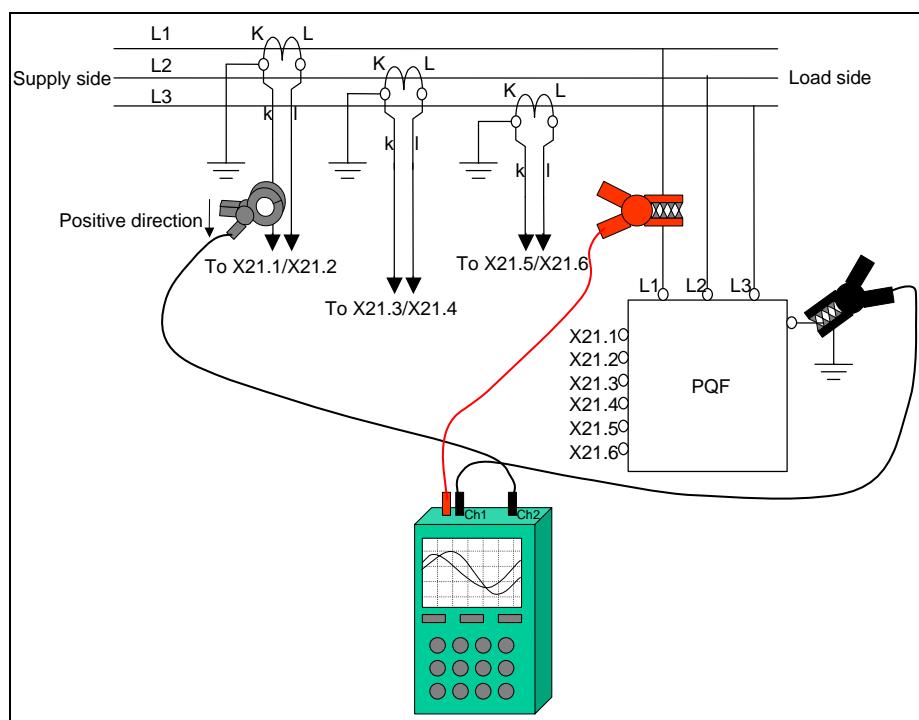 L1
K L
L2
K L
Supply side
Load side
L3
K L
k l
k l
k l
Positive direction
To X21.1/X21.2
To X21.5/X21.6
To X21.3/X21.4
L1 L2 L3
X21.1
X21.2
X21.3
X21.4
X21.5
X21.6
PQF
Ch1 Ch2